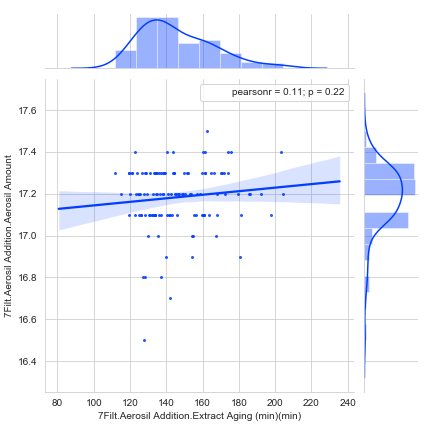 pearsonr = 0.11; p = 0.22
17.6
17.4
17.2
17.0
16.8
16.6
16.4
7Filt.Aerosil Addition.Aerosil Amount
80 100 120 140 160 180 200 220 240
7Filt.Aerosil Addition.Extract Aging (min)(min)